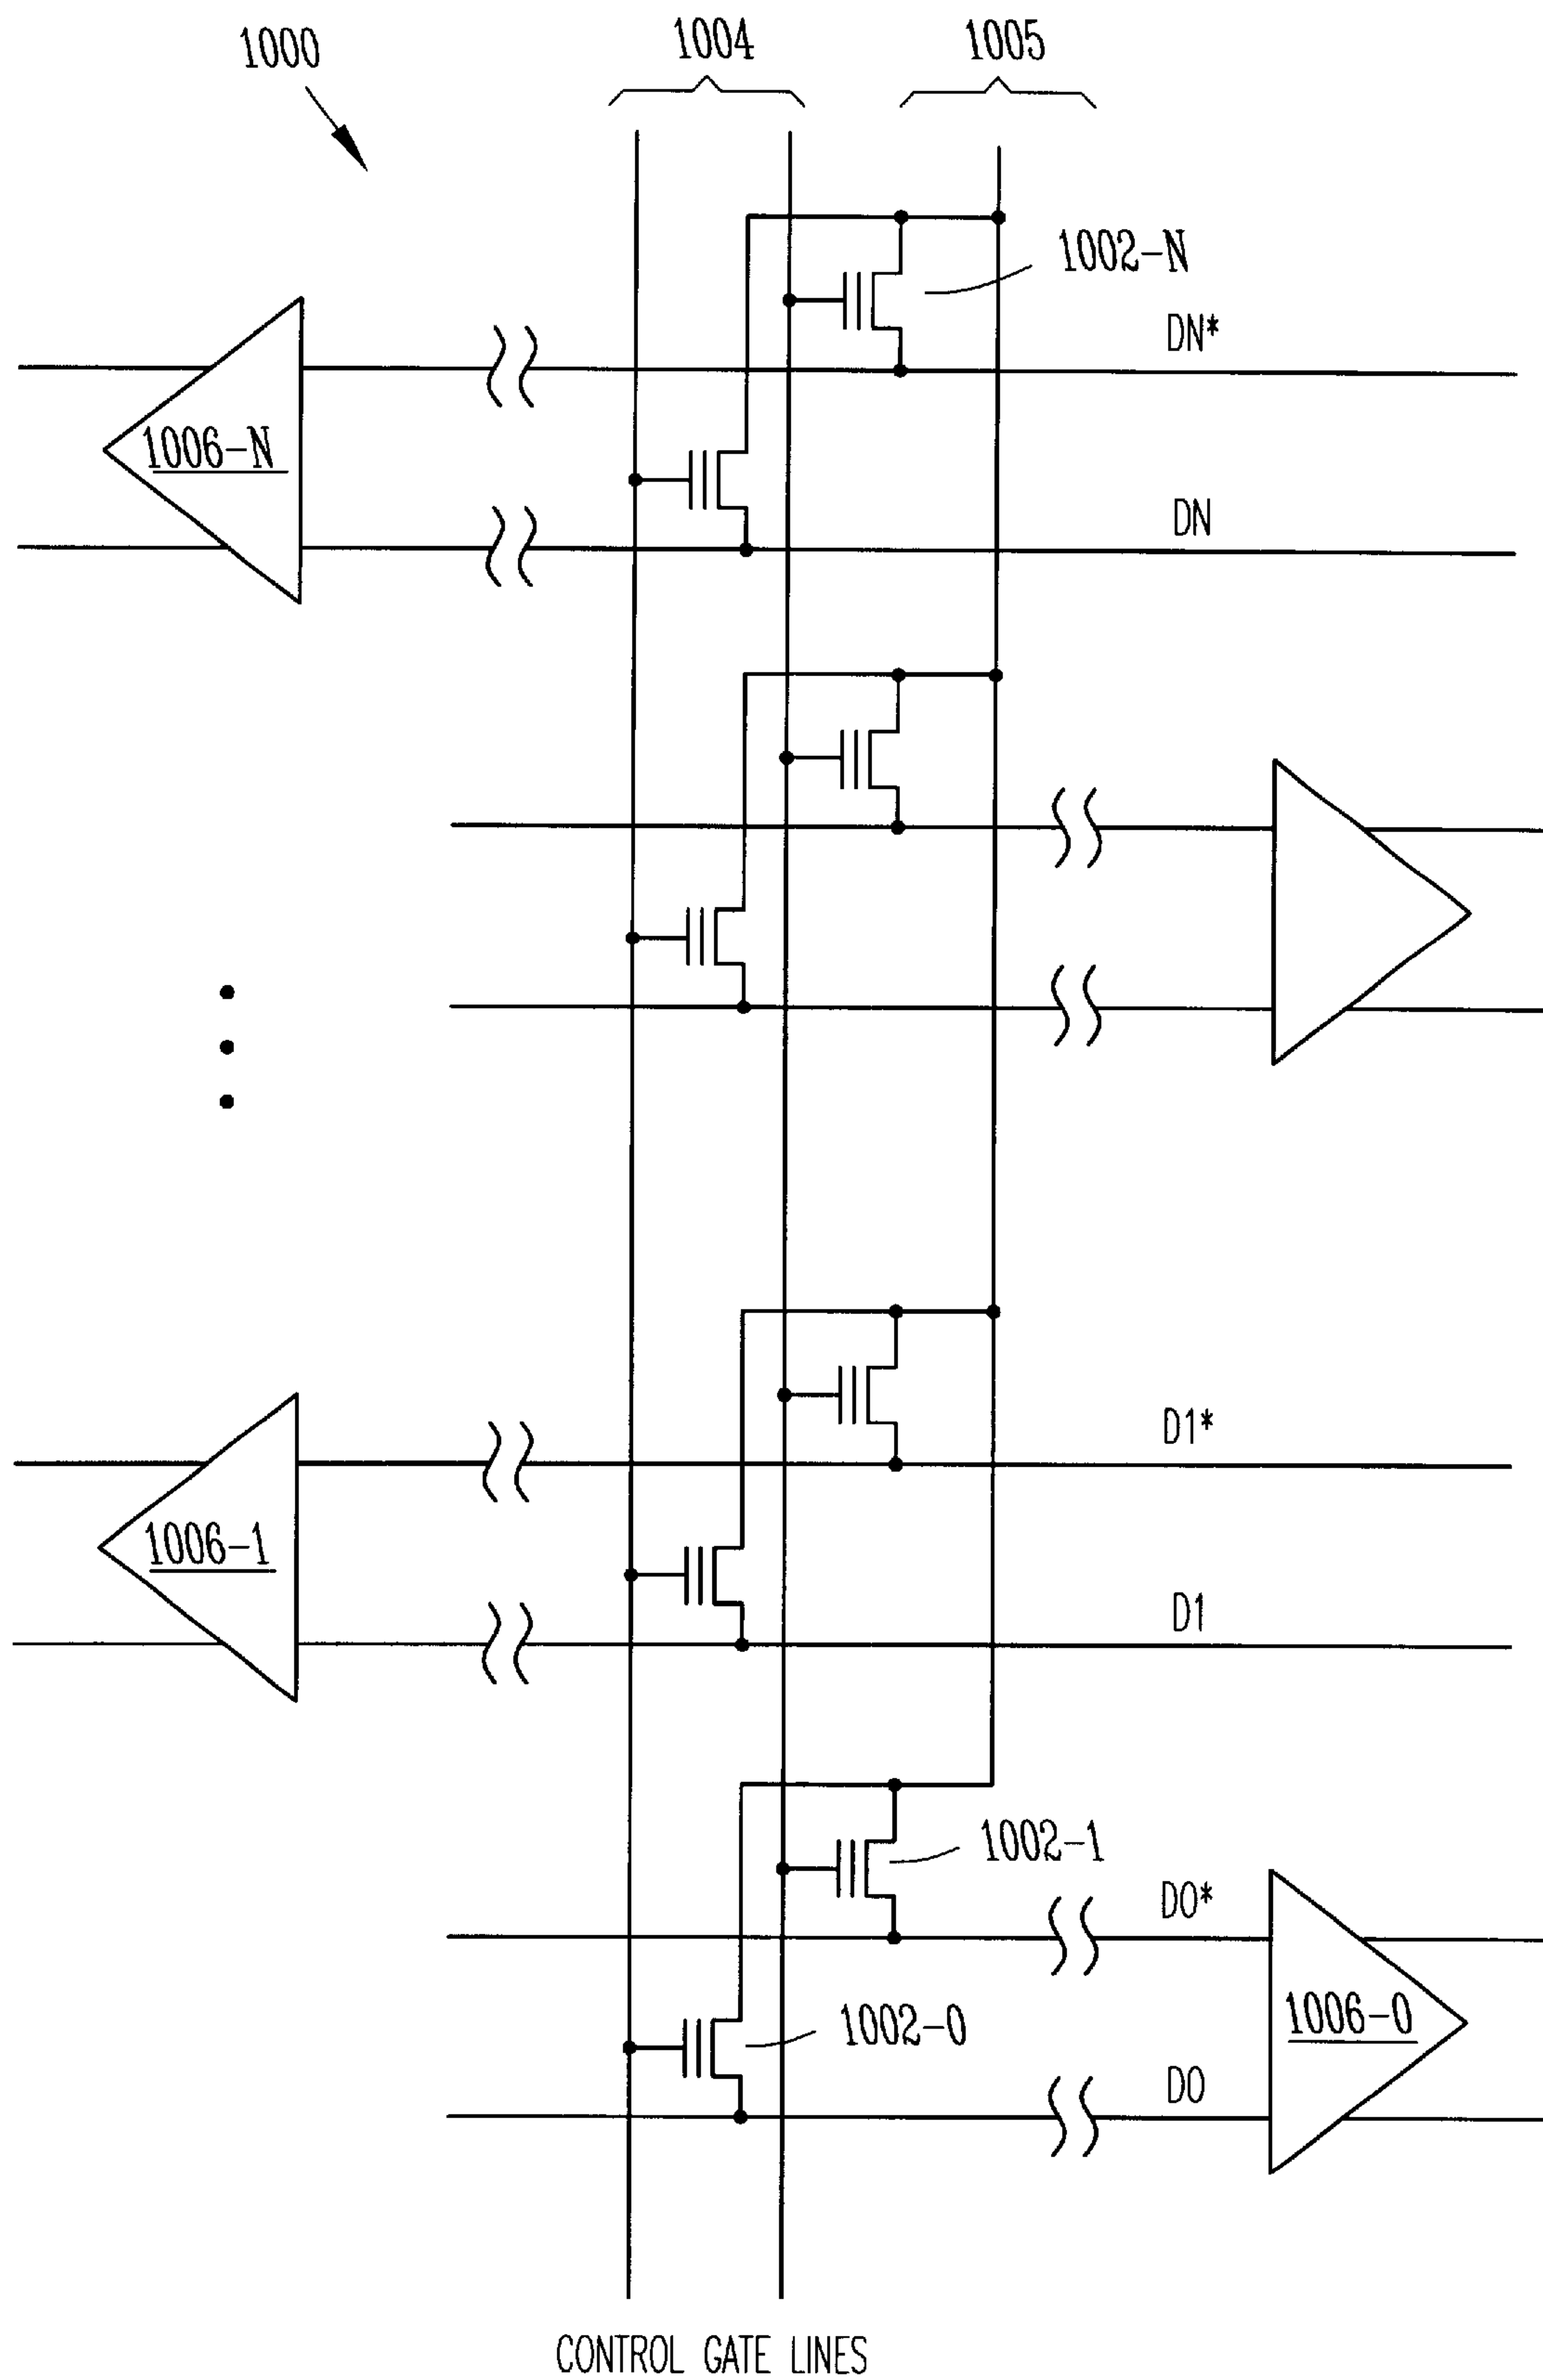 1000
1004
1005
1002-N
DN*
1006-N
DN
D1*
1006-1
D1
1002-1
D0*
1002-0
1006-0
D0
CONTROL GATE LINES